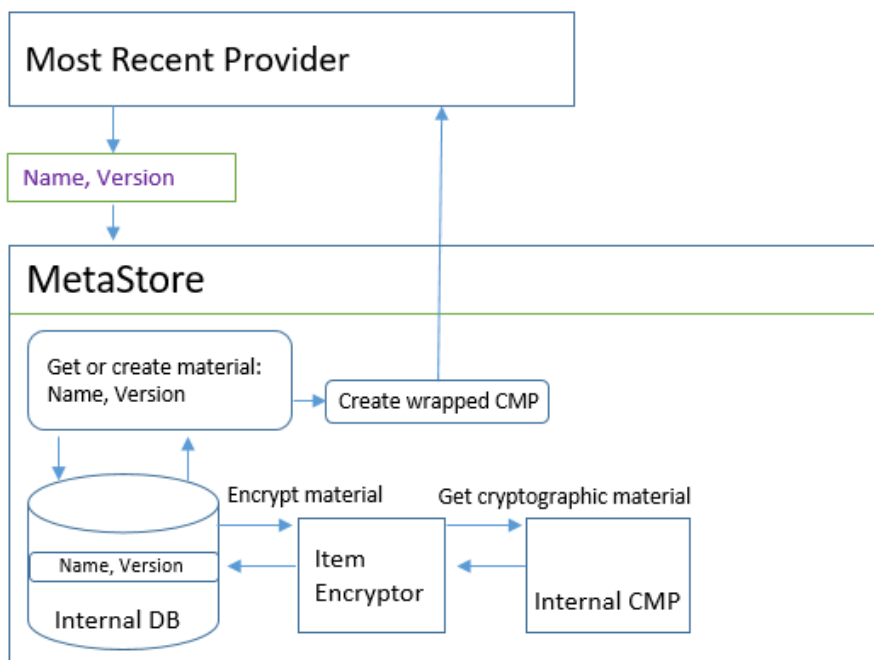 Most Recent Provider
Name, Version
MetaStore
Get or create material:
Name, Version
Create wrapped CMP
Encrypt material
Get cryptographic material
Name, Version
Item
Encryptor
Internal DB
Internal CMP